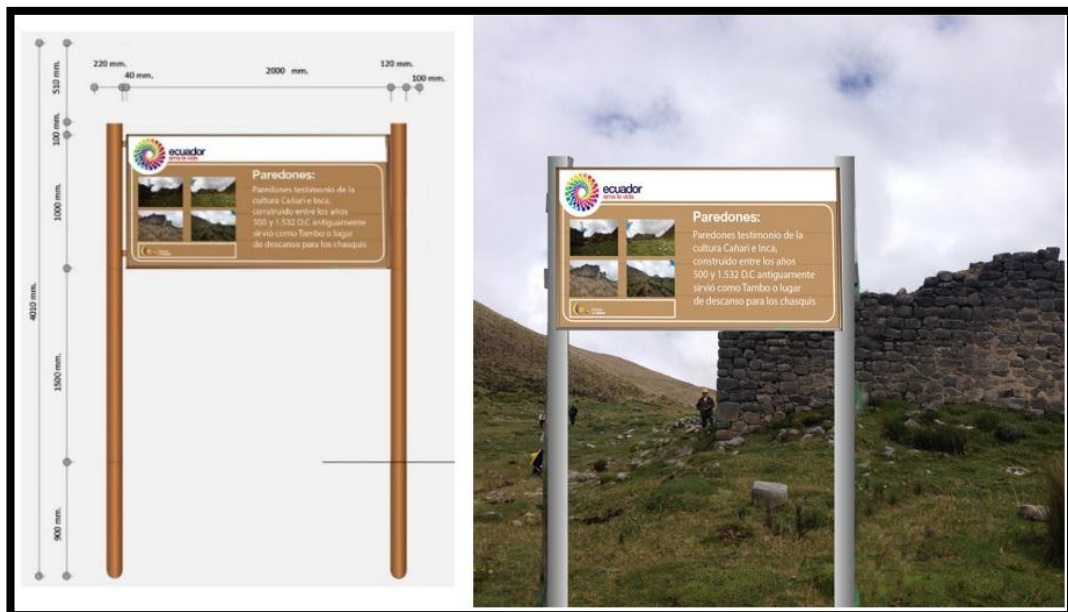 220 mm.
40 mm.
2000 mm.
120 mm.
100 mm.
510 mm.
100 mm.
1000 mm.
4010 mm.
1500 mm.
900 mm.
ecuador
ama la vida
Paredones:
Paredones testimonio de la
cultura Cañari e Inca,
construido entre los años
500 y 1.532 D.C antiguamente
sirvió como Tambo o lugar
de descanso para los chasquis
ecuador
ama la vida
Paredones:
Paredones testimonio de la
cultura Cañari e Inca,
construido entre los años
500 y 1.532 D.C antiguamente
sirvió como Tambo o lugar
de descanso para los chasquis